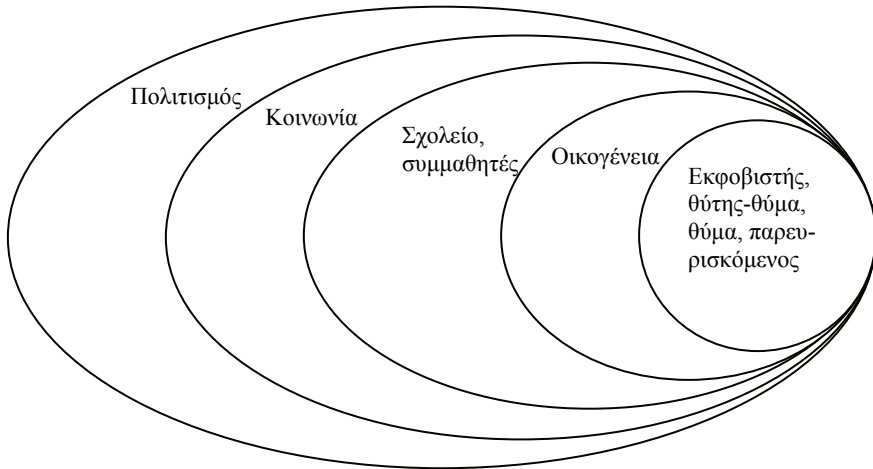 Πολιτισμός
Κοινωνία
Σχολείο,
συμμαθητές
Οικογένεια
Εκφοβιστής,
θύτης-θύμα,
θύμα, παρευ-
ρισκόμενος